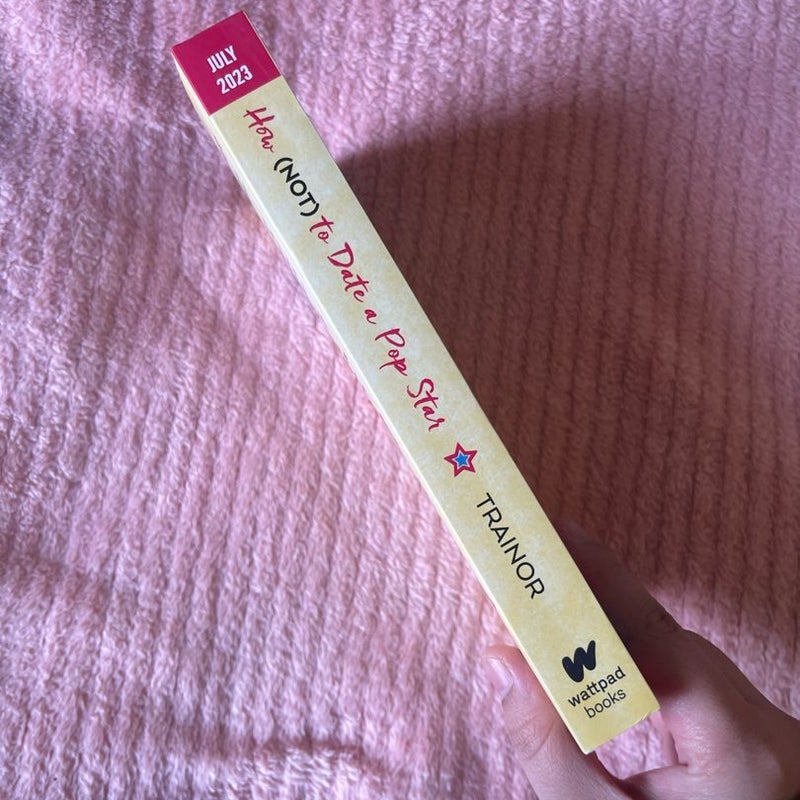 JULY
2023
How (NOT) to Date a Pop Star
TRAINOR
W
wattpad
books